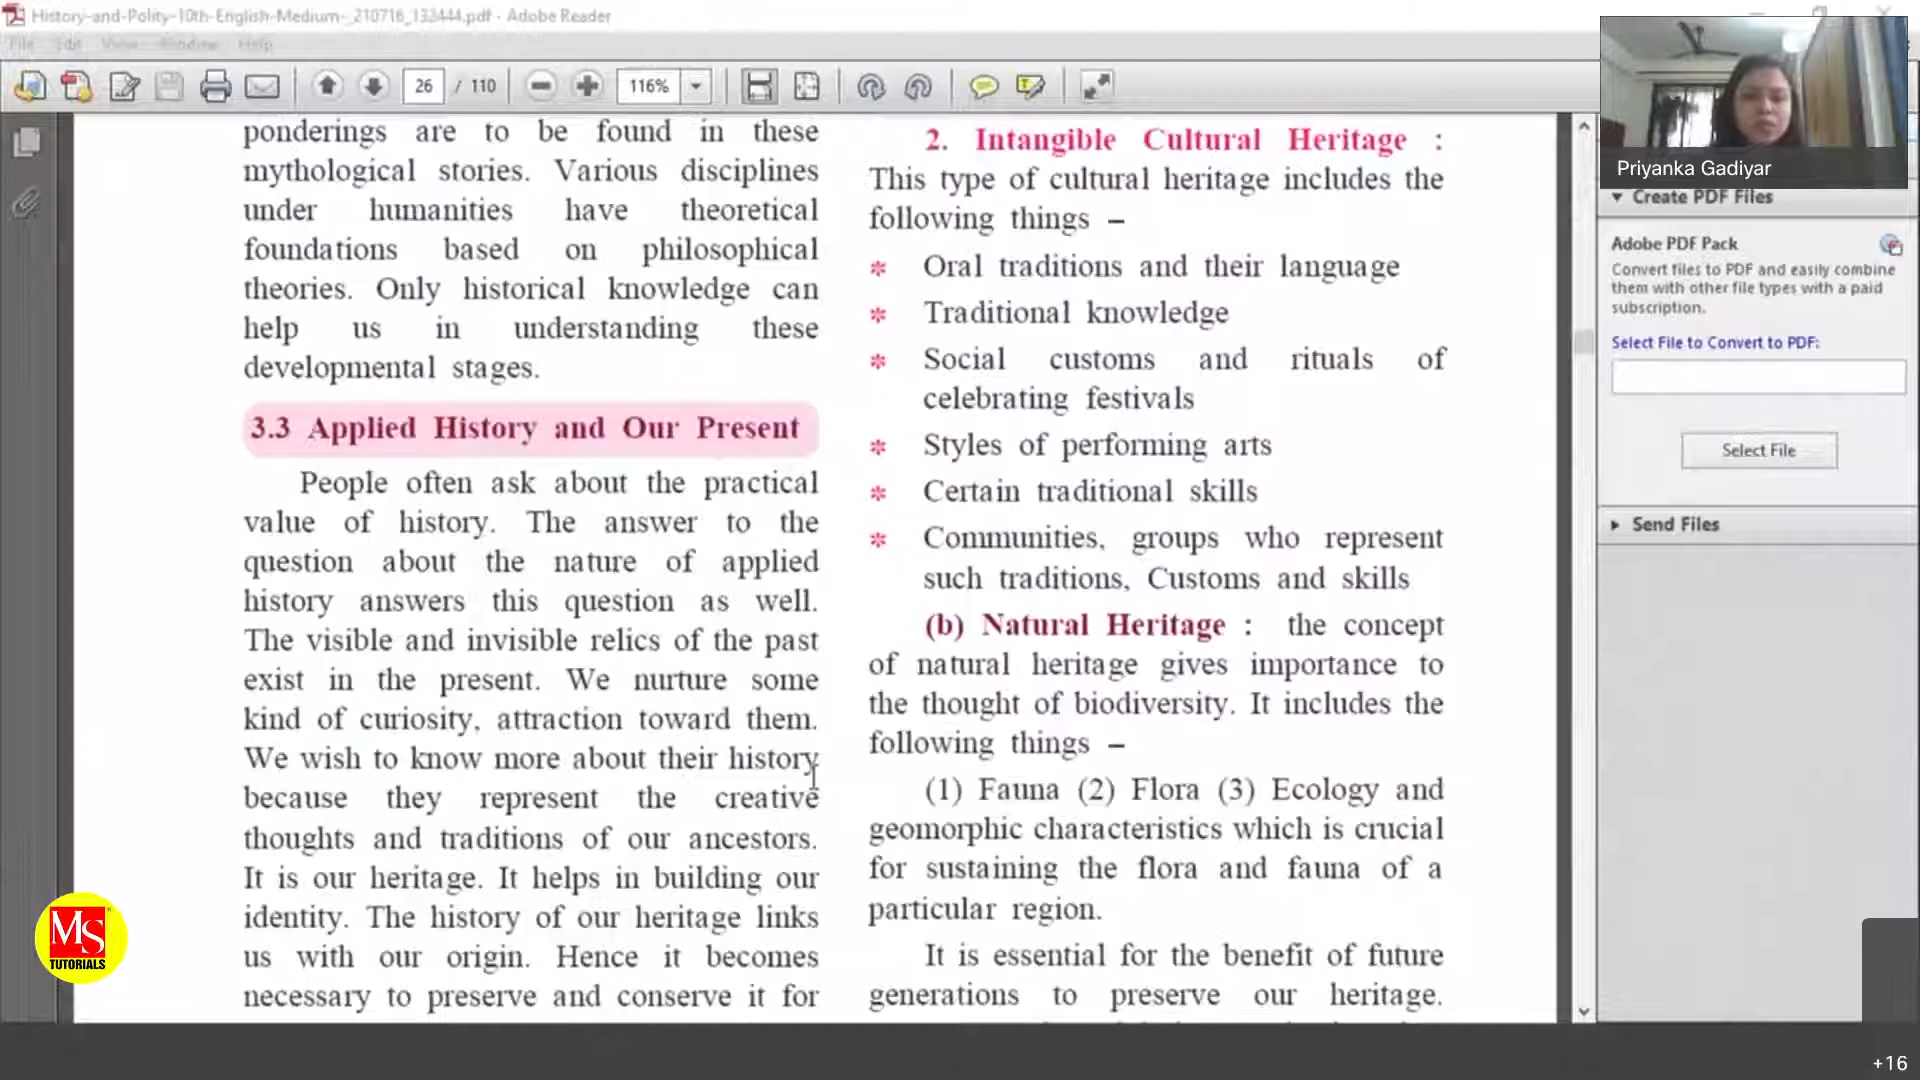 History-and-Polity-10th-English-Medium-_210716_132444.pdf - Adobe Reader
File Edit View Window Help
26 / 110
116%
ponderings are to be found in these
mythological stories. Various disciplines
under humanities have theoretical
foundations based on philosophical
theories. Only historical knowledge can
help us in understanding these
developmental stages.
3.3 Applied History and Our Present
People often ask about the practical
value of history. The answer to the
question about the nature of applied
history answers this question as well.
The visible and invisible relics of the past
exist in the present. We nurture some
kind of curiosity, attraction toward them.
We wish to know more about their history
because they represent the creative
thoughts and traditions of our ancestors.
It is our heritage. It helps in building our
identity. The history of our heritage links
us with our origin. Hence it becomes
necessary to preserve and conserve it for
2. Intangible Cultural Heritage :
This type of cultural heritage includes the
following things –
* Oral traditions and their language
* Traditional knowledge
* Social customs and rituals of
celebrating festivals
* Styles of performing arts
* Certain traditional skills
* Communities, groups who represent
such traditions, Customs and skills
(b) Natural Heritage : the concept
of natural heritage gives importance to
the thought of biodiversity. It includes the
following things –
(1) Fauna (2) Flora (3) Ecology and
geomorphic characteristics which is crucial
for sustaining the flora and fauna of a
particular region.
It is essential for the benefit of future
generations to preserve our heritage.
Priyanka Gadiyar
Create PDF Files
Adobe PDF Pack
Convert files to PDF and easily combine
them with other file types with a paid
subscription.
Select File to Convert to PDF:
Select File
Send Files
MS
TUTORIALS
+16